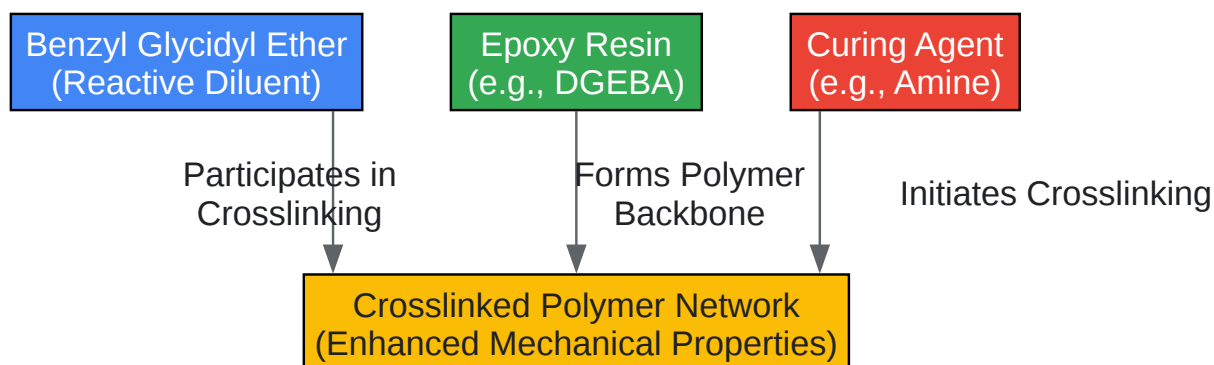 Benzyl Glycidyl Ether
(Reactive Diluent)
Epoxy Resin
(e.g., DGEBA)
Curing Agent
(e.g., Amine)
Participates in
Crosslinking
Forms Polymer
Backbone
Initiates Crosslinking
Crosslinked Polymer Network
(Enhanced Mechanical Properties)